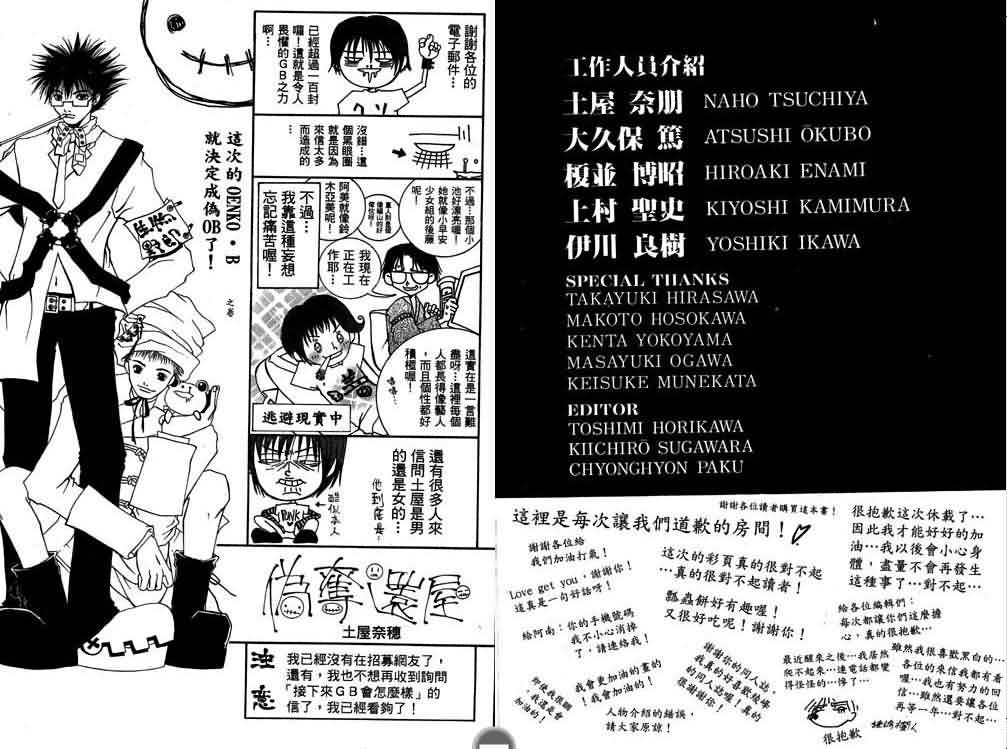 謝謝各位的
電子郵件…
已經超過一百封
囉！這就是令人
畏懼的GB之力
啊。
沒錯…這
個黑眼圈
就是因為
來信太多
而造成的
…
不過…那個小
池好漂亮喔！
她就像小早安
少女組的後藤
呢！
阿美就像鈴
木亞美呢！
不過…
我靠這種妄想
忘記痛苦喔！
我現在
正在工
作耶…
這實在是一言難
盡呀…這裡每個
人都長得像藝人
，而且個性都好
積極喔！
逃避現實中
還有很多人來
信問土屋是男
的還是女的…
酷似本人
PUNK
偽奪還屋
土屋奈穗
我已經沒有在招募網友了，
還有，我也不想再收到詢問
「接下來GB會怎麼樣」的
信了，我已經看夠了！
這次的OENKO・B
就決定成偽OB了！
之卷
工作人員介紹
土屋 奈朋 NAHO TSUCHIYA
大久保 篤 ATSUSHI ŌKUBO
榎並 博昭 HIROAKI ENAMI
上村 聖史 KIYOSHI KAMIMURA
伊川 良樹 YOSHIKI IKAWA
SPECIAL THANKS
TAKAYUKI HIRASAWA
MAKOTO HOSOKAWA
KENTA YOKOYAMA
MASAYUKI OGAWA
KEISUKE MUNEKATA
EDITOR
TOSHIMI HORIKAWA
KIICHIRŌ SUGAWARA
CHYONGHYON PAKU
謝謝各位讀者購買這本書！
這裡是每次讓我們道歉的房間！
很抱歉這次休載了…
因此我才能好好的加
油…我以後會小心身
體，盡量不會再發生
這種事了…對不起…
謝謝各位給
我們加油打氣！
這次的彩頁真的很對不起
…真的很對不起讀者！
Love get you，謝謝你！
這真是一句好話呀！
瓢蟲餅好有趣喔！
又很好吃呢！謝謝你！
給各位編輯們：
每次都讓你們這麼擔
心，真的很抱歉…
給阿南：你的手機號碼
我不小心消掉
了，請連絡我！
謝謝你的同人誌，
我真的好喜歡啾啄
的同人誌喔！真的
很謝謝你！
最近醒來之後…我居然
爬不起來…連電話都變
得怪怪的…慘了…
雖然我很喜歡黑白的…
各位的來信我都有看
喔…我也有努力的回
信…雖然還要讓各位
再等一年…對不起…
我會更加油的畫的
！我會加油的！
人物介紹的錯誤，
請大家原諒！
很抱歉